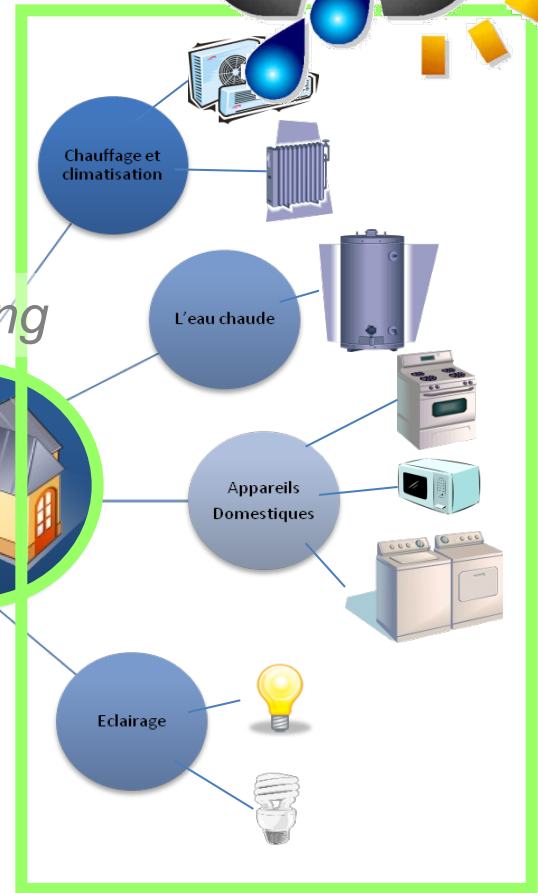 Chauffage et
climatisation
L'eau chaude
Appareils
Domestiques
Eclairage